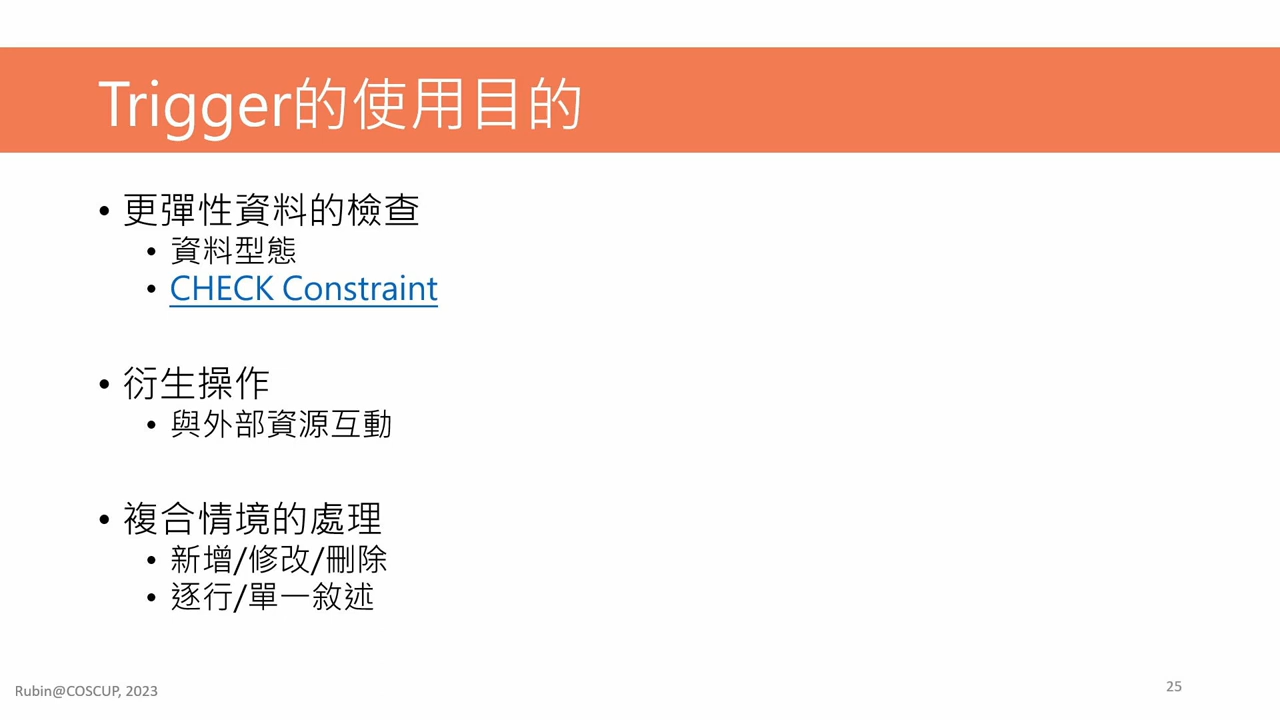 Trigger的使用目的
• 更彈性資料的檢查
• 資料型態
• CHECK Constraint
• 衍生操作
• 與外部資源互動
• 複合情境的處理
• 新增/修改/刪除
• 逐行/單一敘述
Rubin@COSCUP, 2023
25